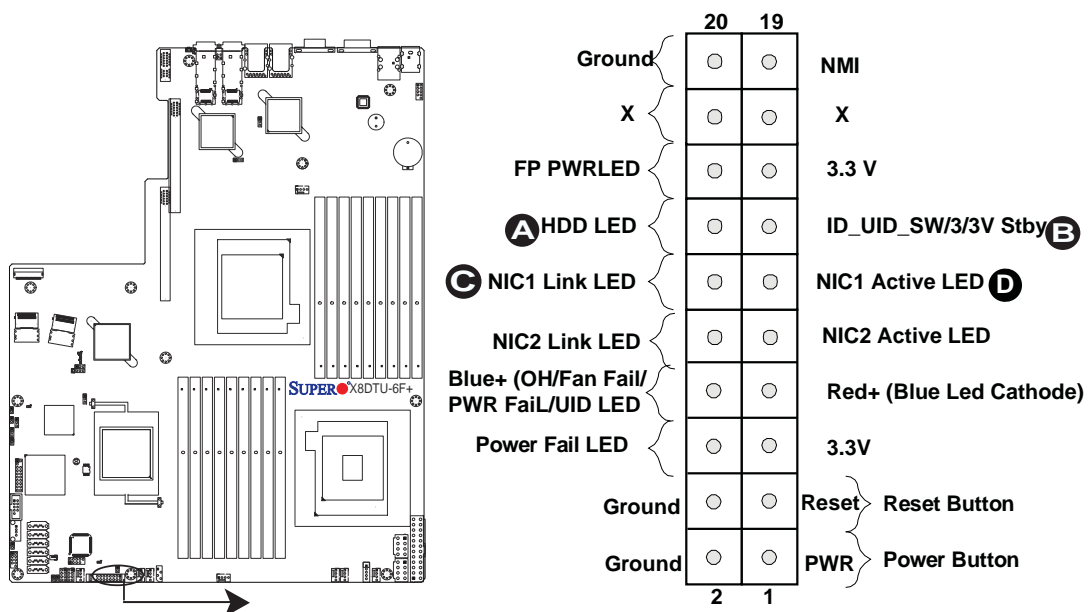 20 19
Ground NMI
X X
FP PWRLED 3.3 V
A HDD LED ID_UID_SW/3/3V Stby B
C NIC1 Link LED NIC1 Active LED D
NIC2 Link LED NIC2 Active LED
Blue+ (OH/Fan Fail/
PWR FaiL/UID LED Red+ (Blue Led Cathode)
Power Fail LED 3.3V
Ground Reset Reset Button
Ground PWR Power Button
2 1
SUPER X8DTU-6F+